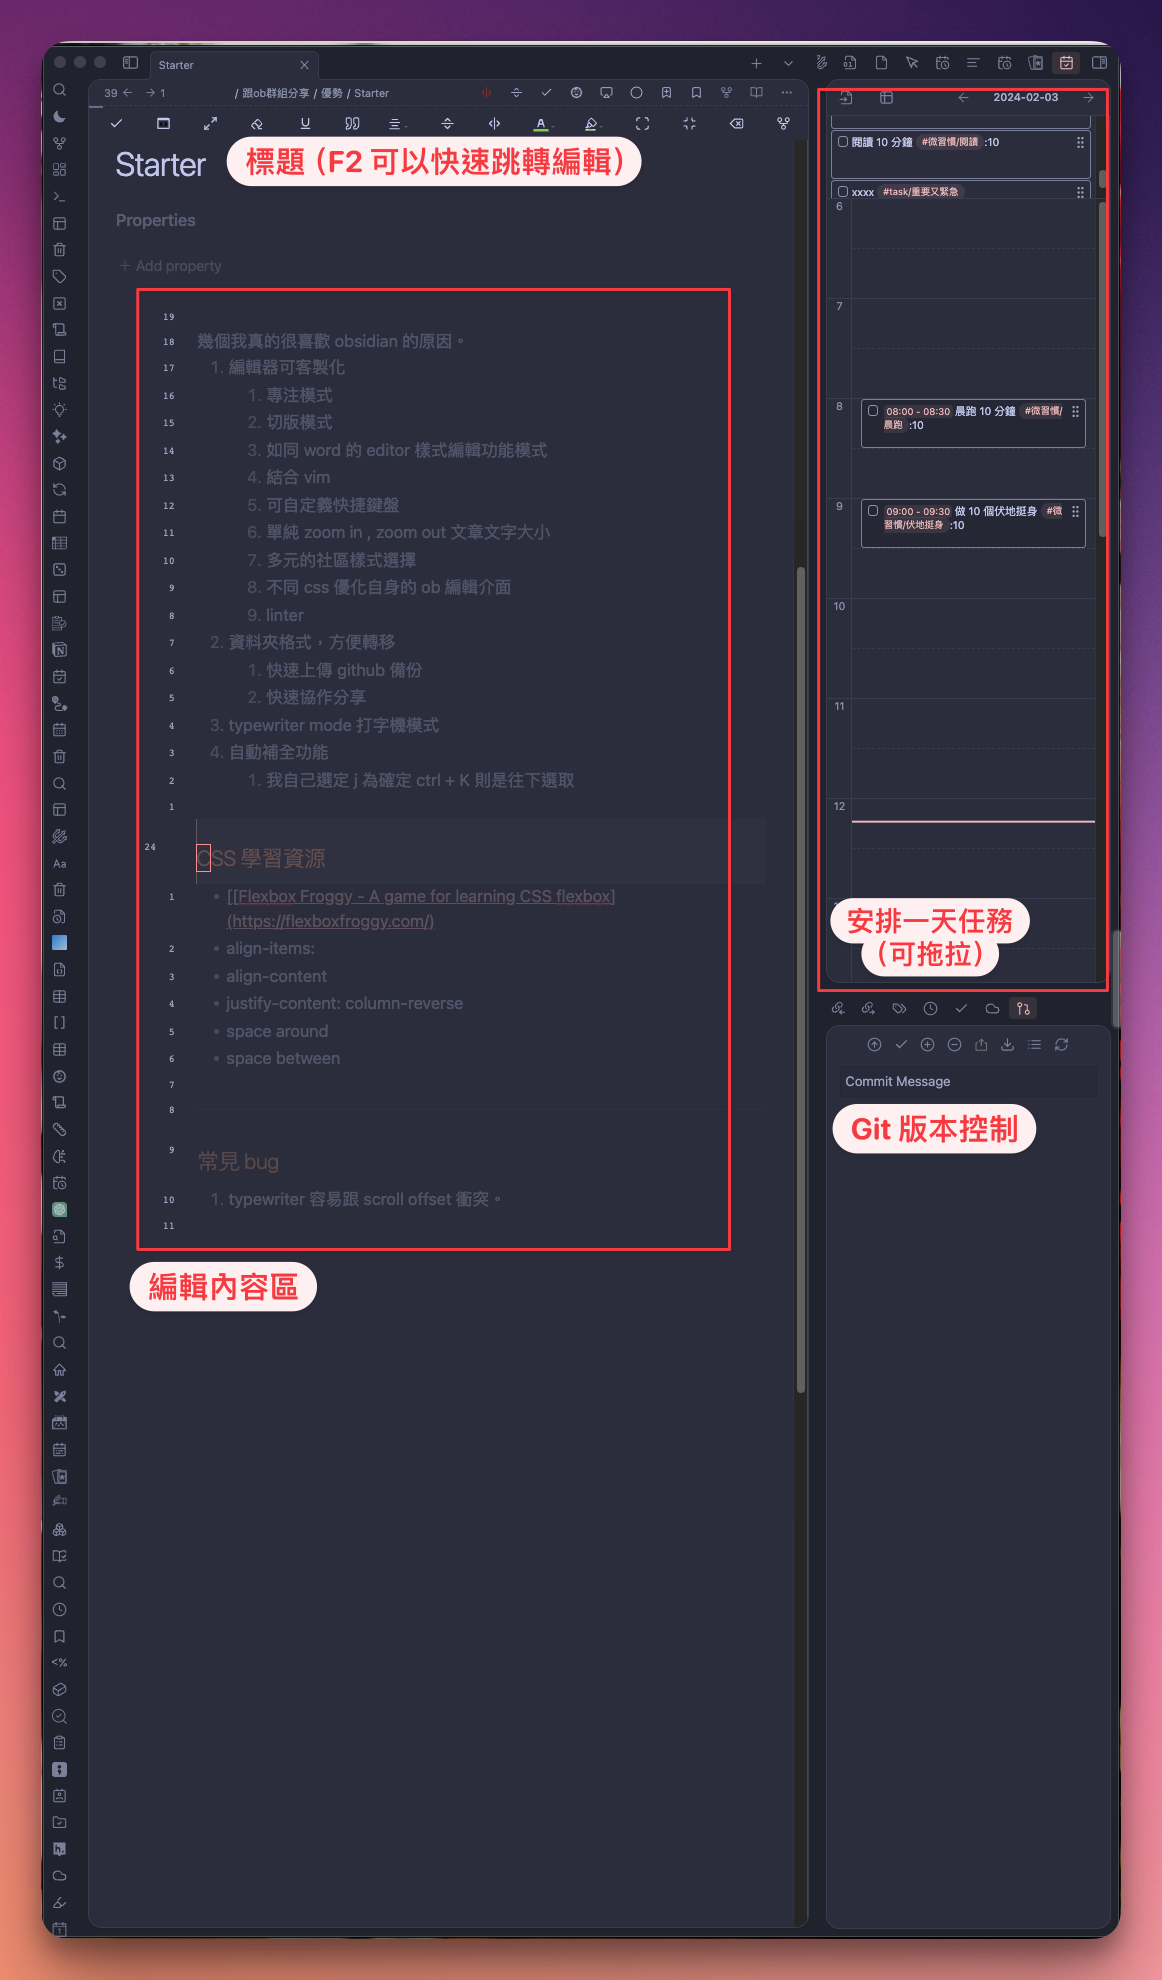 Starter
39 ← → 1
/ 跟ob群組分享 / 優勢 / Starter
Starter
標題（F2 可以快速跳轉編輯）
Properties
+ Add property
19
18 幾個我真的很喜歡 obsidian 的原因。
17 1. 編輯器可客製化
16 1. 專注模式
15 2. 切版模式
14 3. 如同 word 的 editor 樣式編輯功能模式
13 4. 結合 vim
12 5. 可自定義快捷鍵盤
11 6. 單純 zoom in , zoom out 文章文字大小
10 7. 多元的社區樣式選擇
9 8. 不同 css 優化自身的 ob 編輯介面
8 9. linter
7 2. 資料夾格式，方便轉移
6 1. 快速上傳 github 備份
5 2. 快速協作分享
4 3. typewriter mode 打字機模式
3 4. 自動補全功能
2 1. 我自己選定 j 為確定 ctrl + K 則是往下選取
1
24 CSS 學習資源
1 • [[Flexbox Froggy - A game for learning CSS flexbox]
(https://flexboxfroggy.com/)
2 • align-items:
3 • align-content
4 • justify-content: column-reverse
5 • space around
6 • space between
7
8
9 常見 bug
10 1. typewriter 容易跟 scroll offset 衝突。
11
編輯內容區
2024-02-03
閱讀 10 分鐘 #微習慣/閱讀 :10
xxxx #task/重要又緊急
6
7
8
08:00 - 08:30 晨跑 10 分鐘 #微習慣/
晨跑 :10
9
09:00 - 09:30 做 10 個伏地挺身 #微
習慣/伏地挺身 :10
10
11
12
安排一天任務
（可拖拉）
Commit Message
Git 版本控制